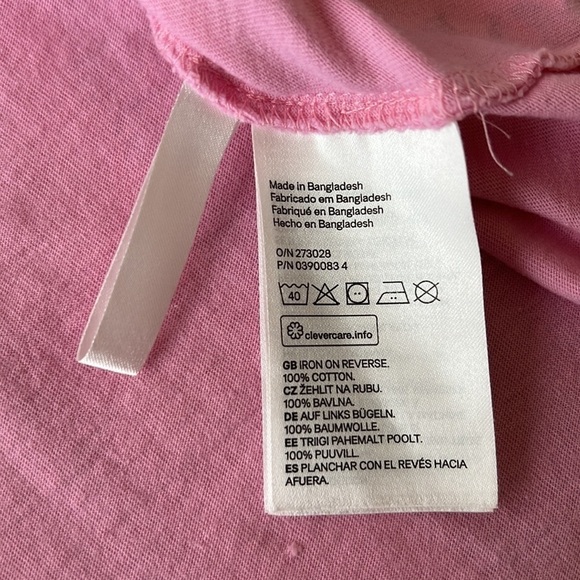 Made in Bangladesh
Fabricado em Bangladesh
Fabriqué en Bangladesh
Hecho en Bangladesh
O/N 273028
P/N 0390083 4
40
clevercare.info
GB IRON ON REVERSE.
100% COTTON.
CZ ŽEHLIT NA RUBU.
100% BAVLNA.
DE AUF LINKS BÜGELN.
100% BAUMWOLLE.
EE TRIIGI PAHEMALT POOLT.
100% PUUVILL.
ES PLANCHAR CON EL REVÉS HACIA
AFUERA.